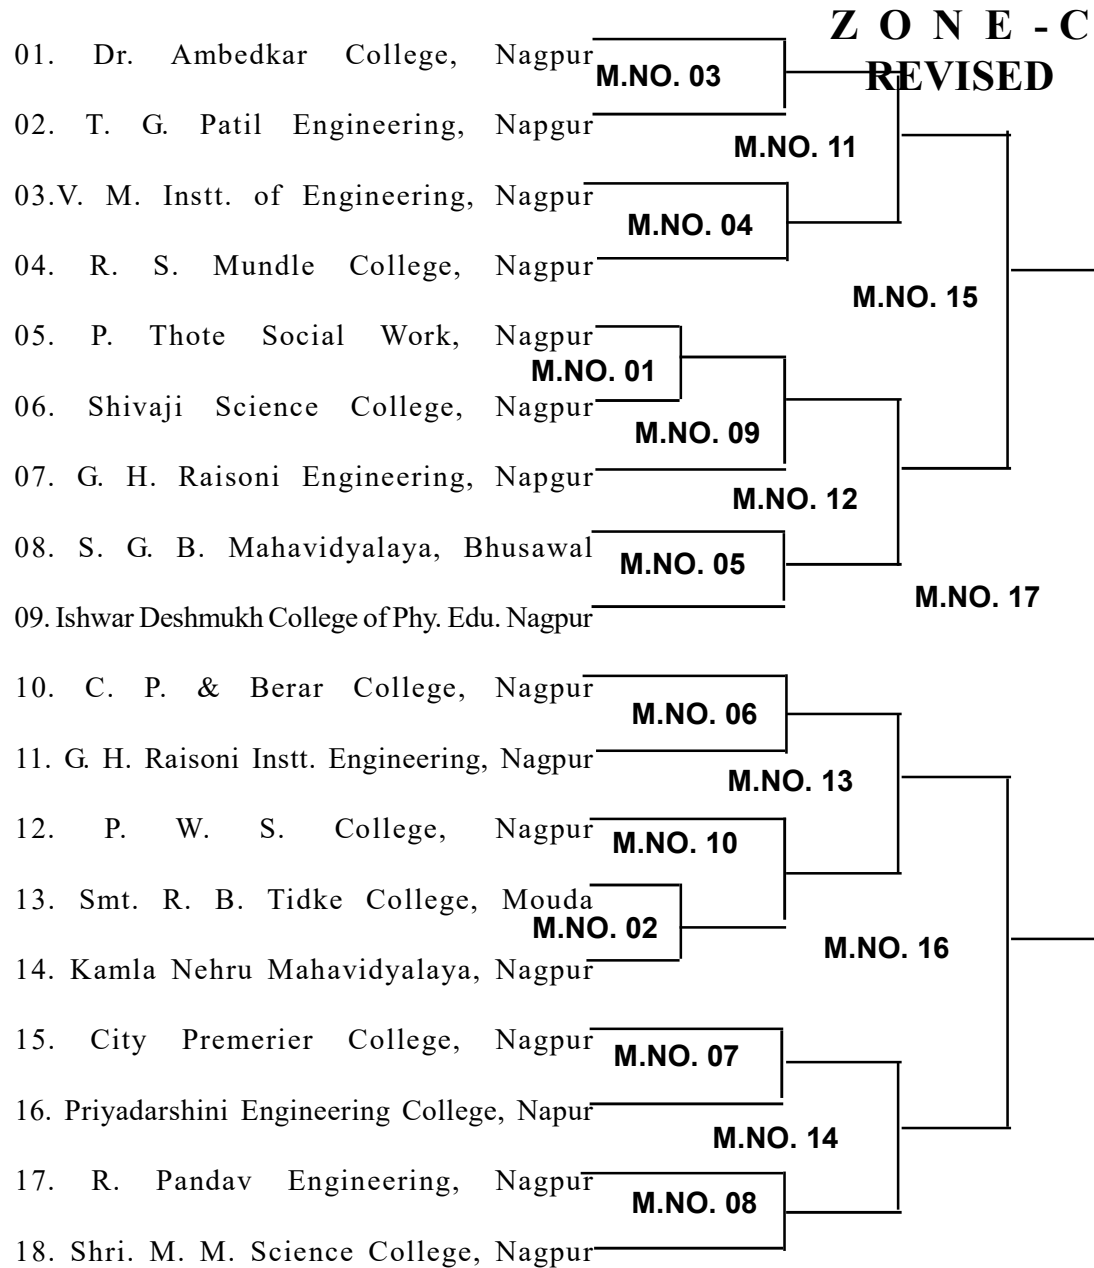 Z O N E - C
REVISED
01. Dr. Ambedkar College, Nagpur
M.NO. 03
02. T. G. Patil Engineering, Napgur
M.NO. 11
03.V. M. Instt. of Engineering, Nagpur
M.NO. 04
04. R. S. Mundle College, Nagpur
M.NO. 15
05. P. Thote Social Work, Nagpur
M.NO. 01
06. Shivaji Science College, Nagpur
M.NO. 09
07. G. H. Raisoni Engineering, Napgur
M.NO. 12
08. S. G. B. Mahavidyalaya, Bhusawal
M.NO. 05
M.NO. 17
09. Ishwar Deshmukh College of Phy. Edu. Nagpur
10. C. P. & Berar College, Nagpur
M.NO. 06
11. G. H. Raisoni Instt. Engineering, Nagpur
M.NO. 13
12. P. W. S. College, Nagpur
M.NO. 10
13. Smt. R. B. Tidke College, Mouda
M.NO. 02
M.NO. 16
14. Kamla Nehru Mahavidyalaya, Nagpur
15. City Premerier College, Nagpur
M.NO. 07
16. Priyadarshini Engineering College, Napur
M.NO. 14
17. R. Pandav Engineering, Nagpur
M.NO. 08
18. Shri. M. M. Science College, Nagpur